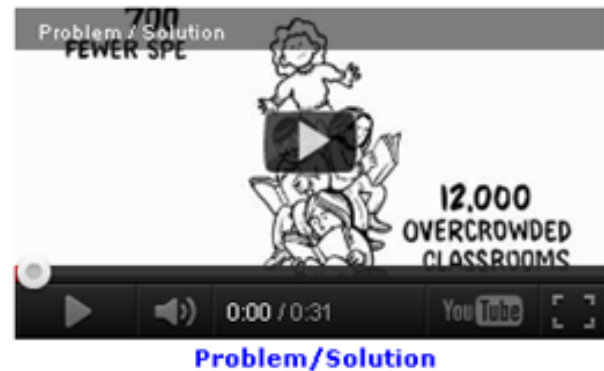 700
Problem / Solution
FEWER SPE
12,000
OVERCROWDED
CLASSROOMS
0:00 / 0:31
YouTube
Problem/Solution